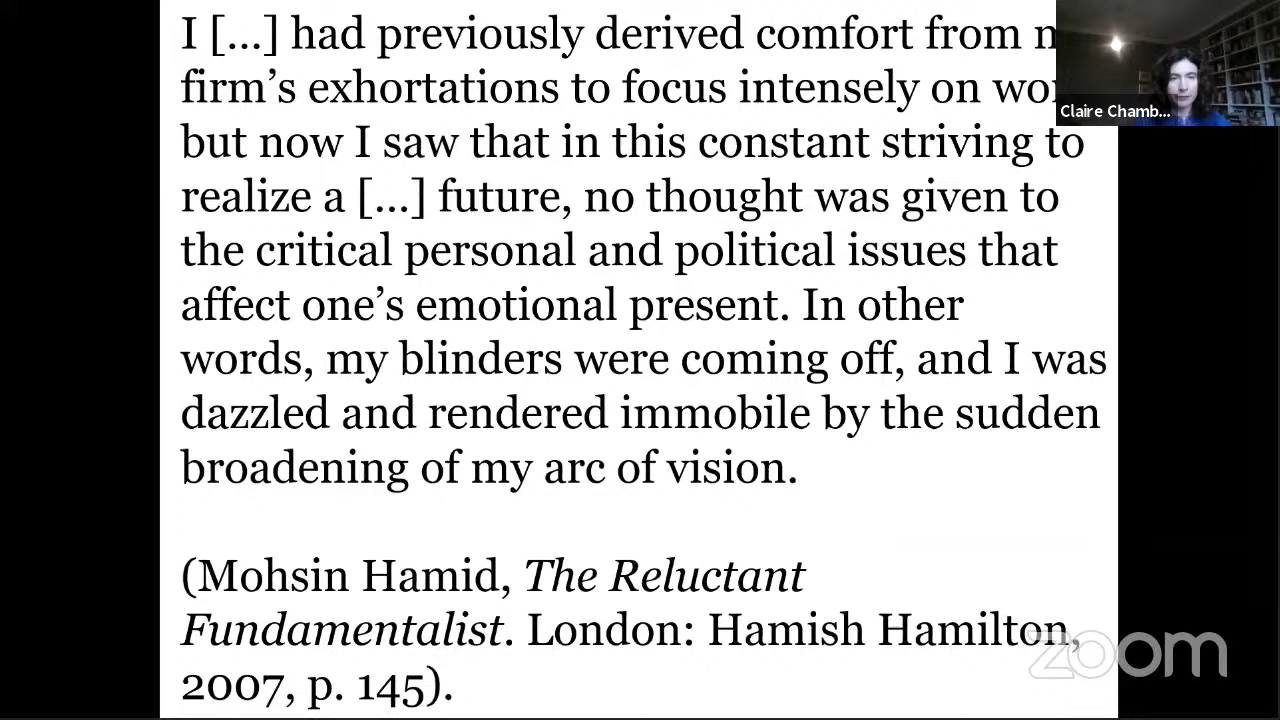 I [...] had previously derived comfort from
firm's exhortations to focus intensely on
but now I saw that in this constant striving to
realize a [...] future, no thought was given to
the critical personal and political issues that
affect one's emotional present. In other
words, my blinders were coming off, and I was
dazzled and rendered immobile by the sudden
broadening of my arc of vision.
(Mohsin Hamid, The Reluctant
Fundamentalist. London: Hamish Hamilton,
2007, p. 145).
Claire Chamb...
zoom